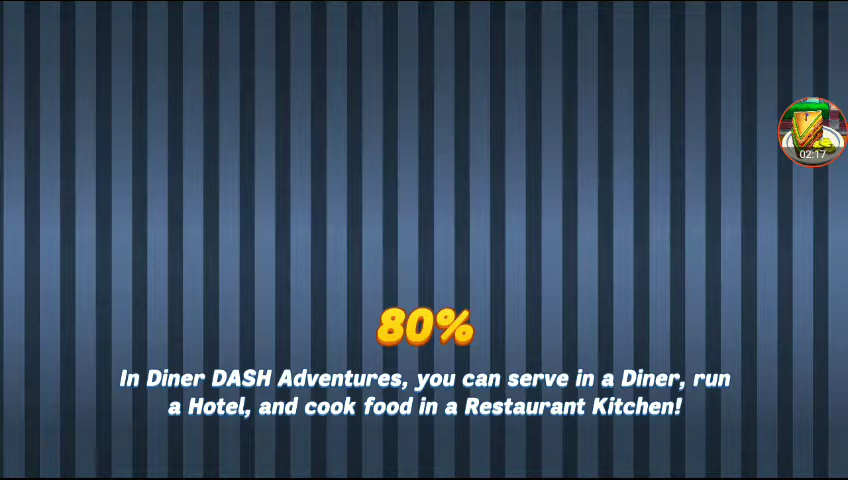 02:17
80%
In Diner DASH Adventures, you can serve in a Diner, run
a Hotel, and cook food in a Restaurant Kitchen!